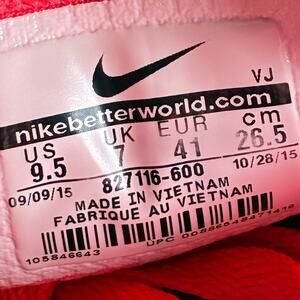 VJ
nikebetterworld.com
US UK EUR cm
9.5 7 41 26.5
09/09/15 827116-600 10/28/15
MADE IN VIETNAM
FABRIQUE AU VIETNAM
105846643
UPC